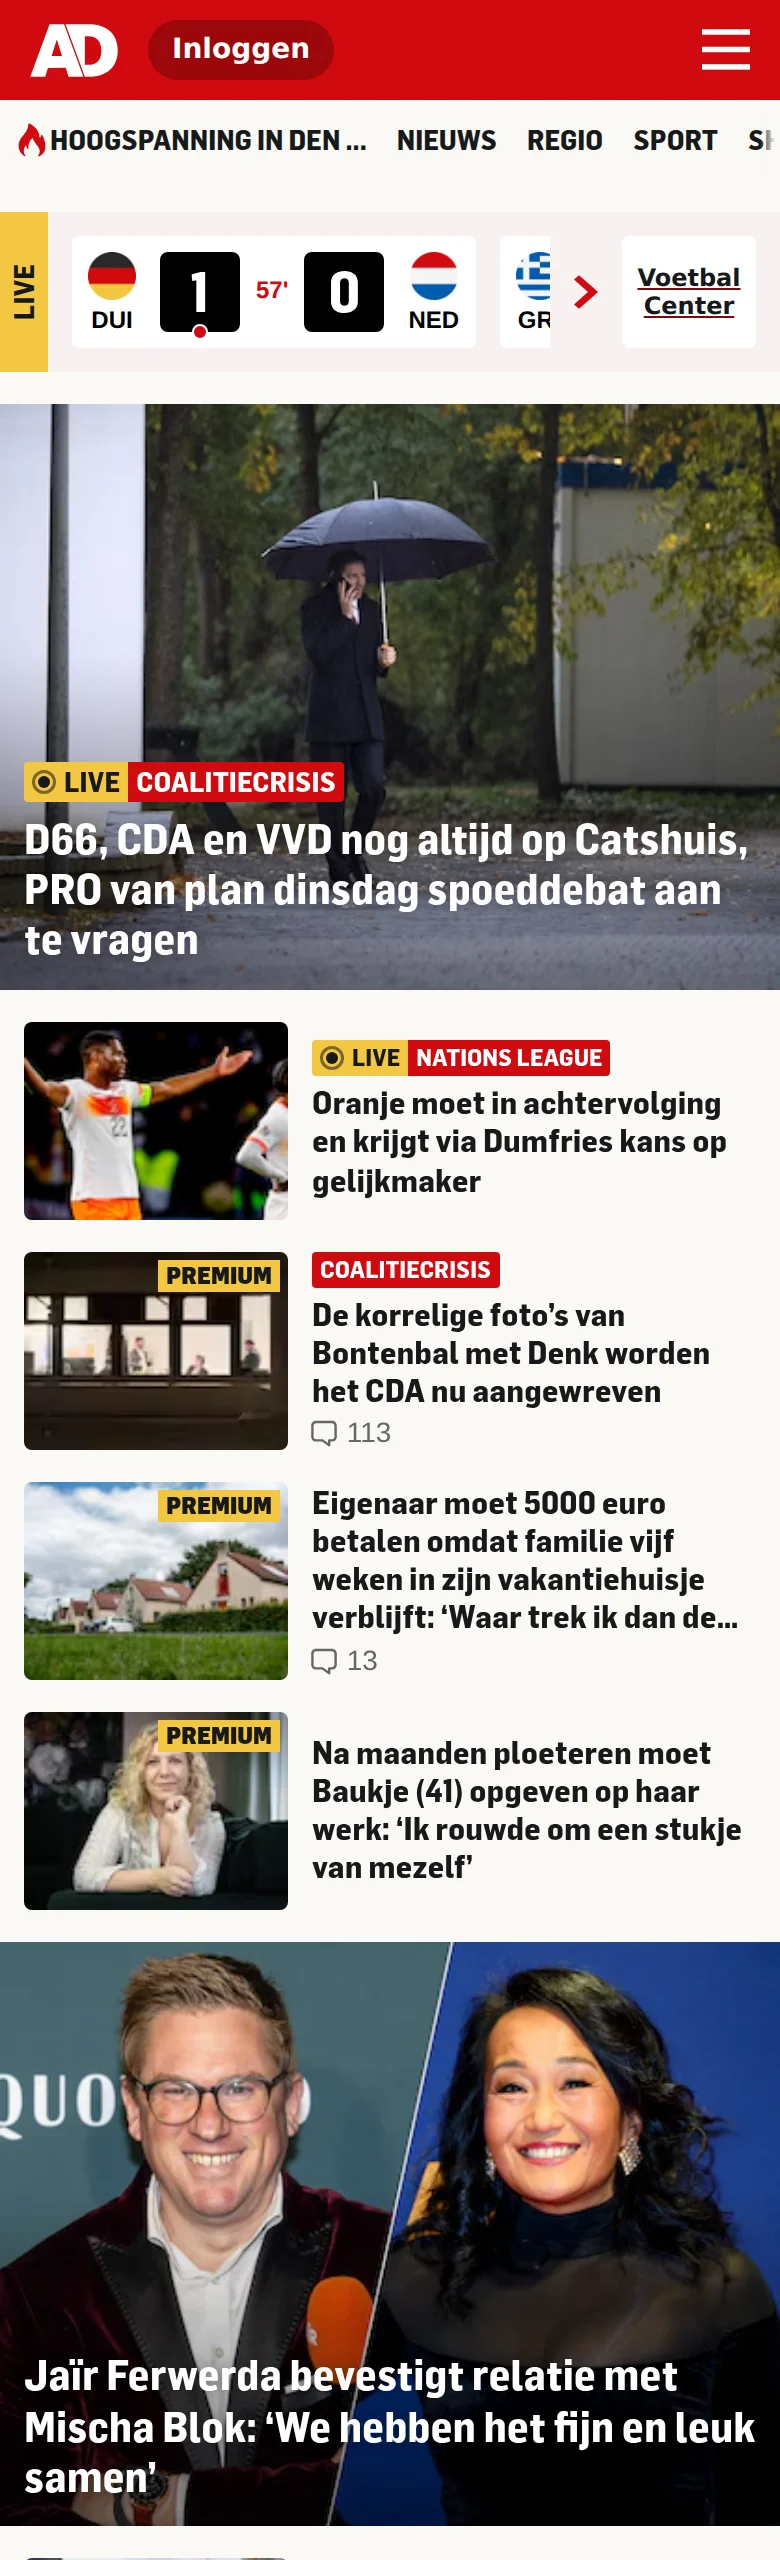 AD
Inloggen
HOOGSPANNING IN DEN ...
NIEUWS
REGIO
SPORT
LIVE
DUI
1
57'
0
NED
GR
Voetbal
Center
LIVE COALITIECRISIS
D66, CDA en VVD nog altijd op Catshuis,
PRO van plan dinsdag spoeddebat aan
te vragen
LIVE NATIONS LEAGUE
Oranje moet in achtervolging
en krijgt via Dumfries kans op
gelijkmaker
22
PREMIUM
COALITIECRISIS
De korrelige foto’s van
Bontenbal met Denk worden
het CDA nu aangewreven
113
PREMIUM
Eigenaar moet 5000 euro
betalen omdat familie vijf
weken in zijn vakantiehuisje
verblijft: ‘Waar trek ik dan de...
13
PREMIUM
Na maanden ploeteren moet
Baukje (41) opgeven op haar
werk: ‘Ik rouwde om een stukje
van mezelf’
QUO
Jaïr Ferwerda bevestigt relatie met
Mischa Blok: ‘We hebben het fijn en leuk
samen’